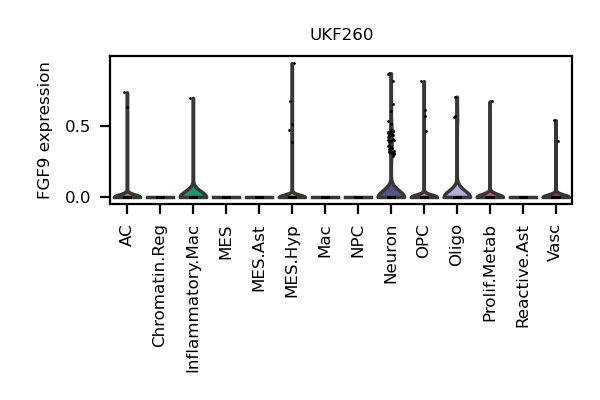 UKF260
FGF9 expression
0.5
0.0
AC
Chromatin.Reg
Inflammatory.Mac
MES
MES.Ast
MES.Hyp
Mac
NPC
Neuron
OPC
Oligo
Prolif.Metab
Reactive.Ast
Vasc